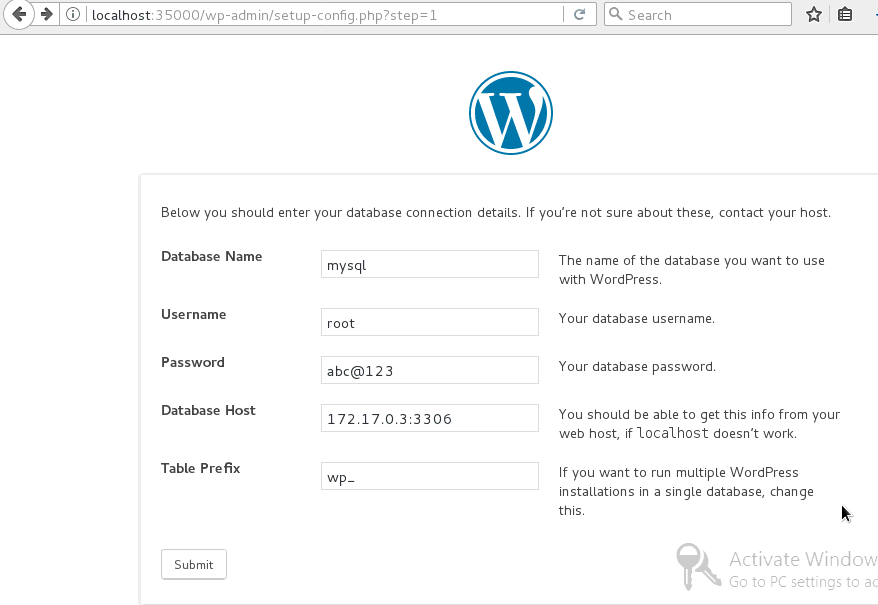 localhost:35000/wp-admin/setup-config.php?step=1
Search
Below you should enter your database connection details. If you're not sure about these, contact your host.
Database Name
mysql
The name of the database you want to use
with WordPress.
Username
root
Your database username.
Password
abc@123
Your database password.
Database Host
172.17.0.3:3306
You should be able to get this info from your
web host, if localhost doesn't work.
Table Prefix
wp_
If you want to run multiple WordPress
installations in a single database, change
this.
Submit
Activate Window
Go to PC settings to ac